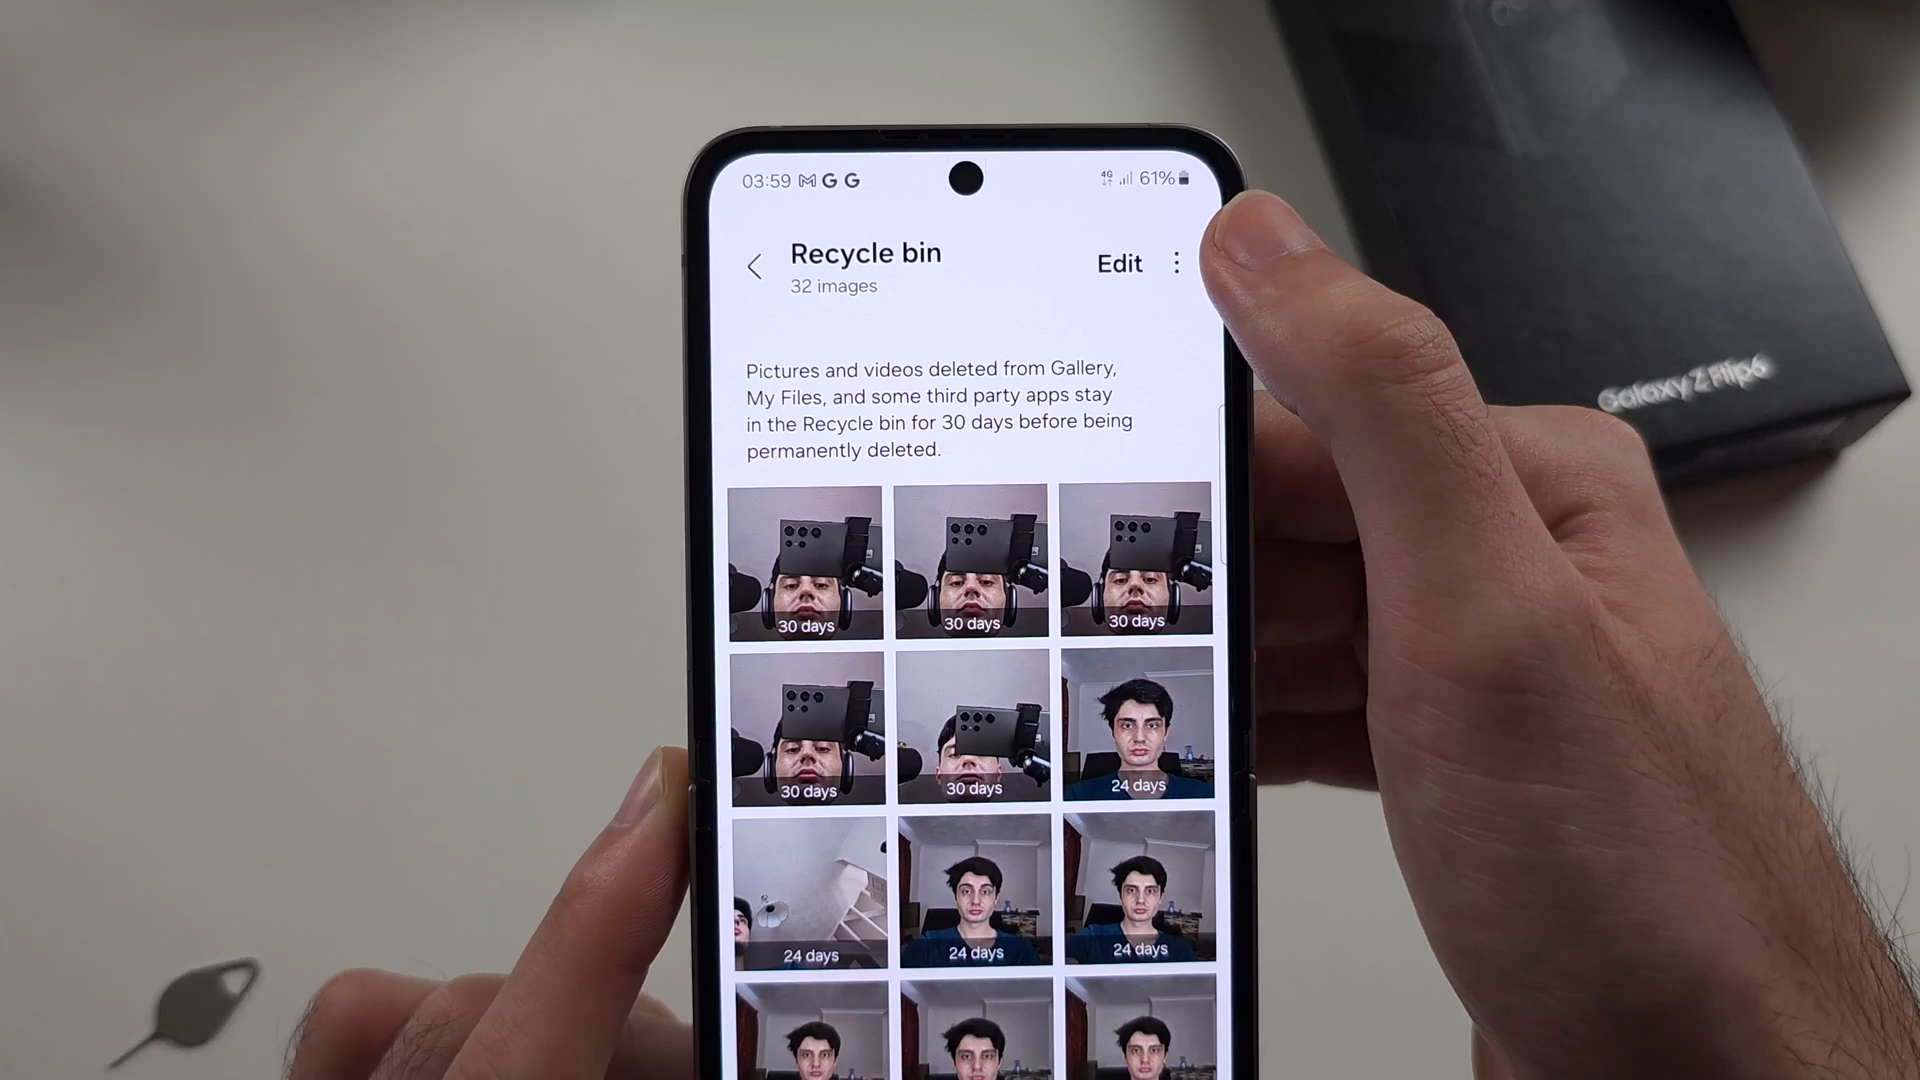 03:59 M G G 4G 61%
Recycle bin
Edit
32 images
Pictures and videos deleted from Gallery,
My Files, and some third party apps stay
in the Recycle bin for 30 days before being
permanently deleted.
30 days 30 days 30 days
30 days 30 days 24 days
24 days 24 days 24 days
Galaxy Z Flip6